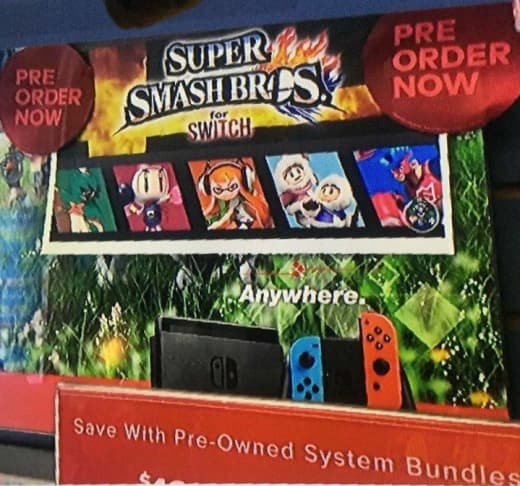 PRE
ORDER
NOW
SUPER
SMASH BROS.
for
SWITCH
PRE
ORDER
NOW
Anywhere.
Save With Pre-Owned System Bundles